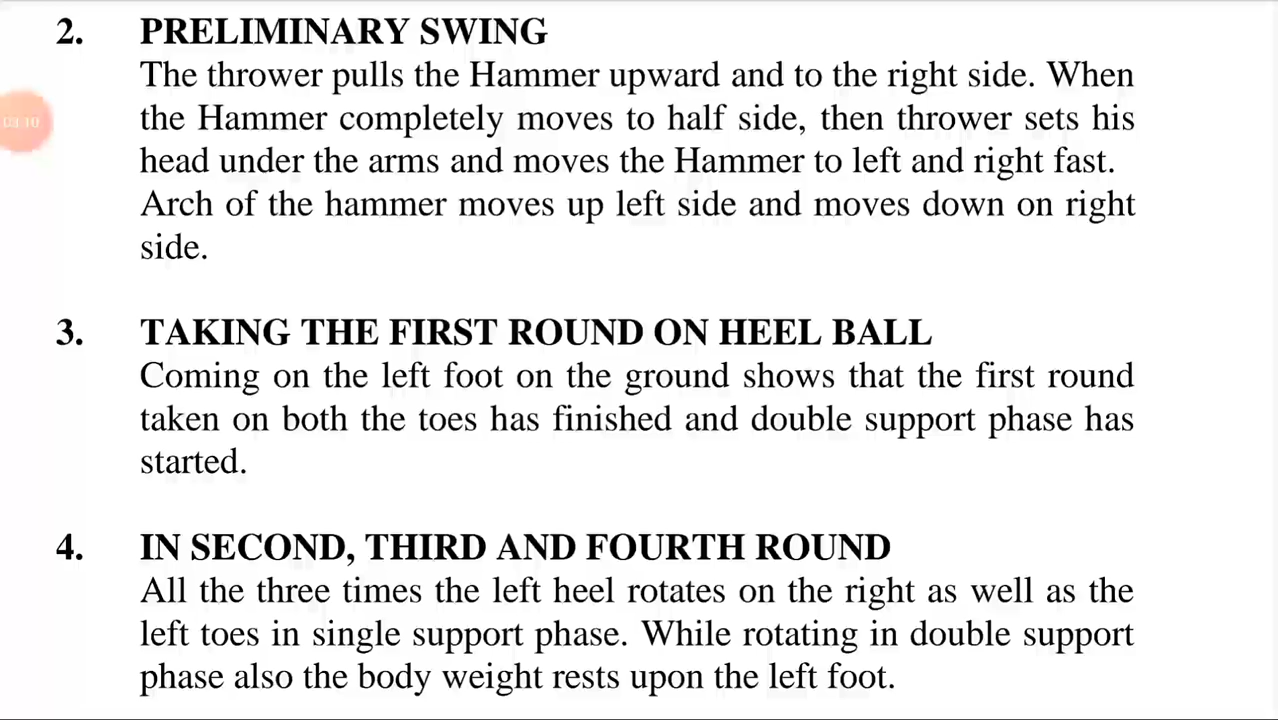 2. PRELIMINARY SWING
The thrower pulls the Hammer upward and to the right side. When
the Hammer completely moves to half side, then thrower sets his
head under the arms and moves the Hammer to left and right fast.
Arch of the hammer moves up left side and moves down on right
side.
3. TAKING THE FIRST ROUND ON HEEL BALL
Coming on the left foot on the ground shows that the first round
taken on both the toes has finished and double support phase has
started.
4. IN SECOND, THIRD AND FOURTH ROUND
All the three times the left heel rotates on the right as well as the
left toes in single support phase. While rotating in double support
phase also the body weight rests upon the left foot.